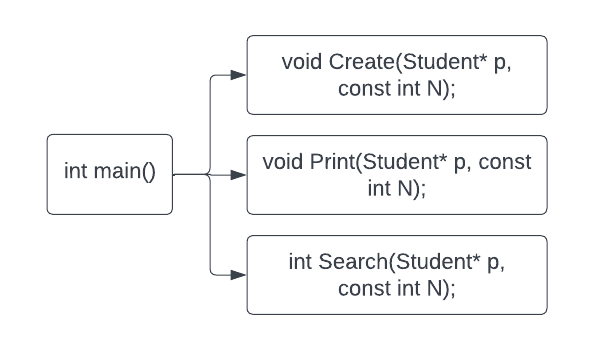 void Create(Student* p,
const int N);
int main()
void Print(Student* p, const
int N);
int Search(Student* p,
const int N);